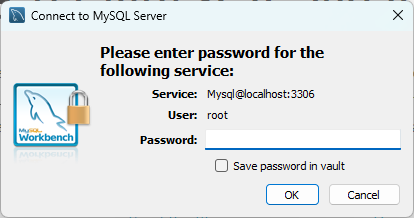 Connect to MySQL Server
Please enter password for the
following service:
Service: Mysql@localhost:3306
User: root
Password:
MySQL
Workbench
Save password in vault
OK Cancel